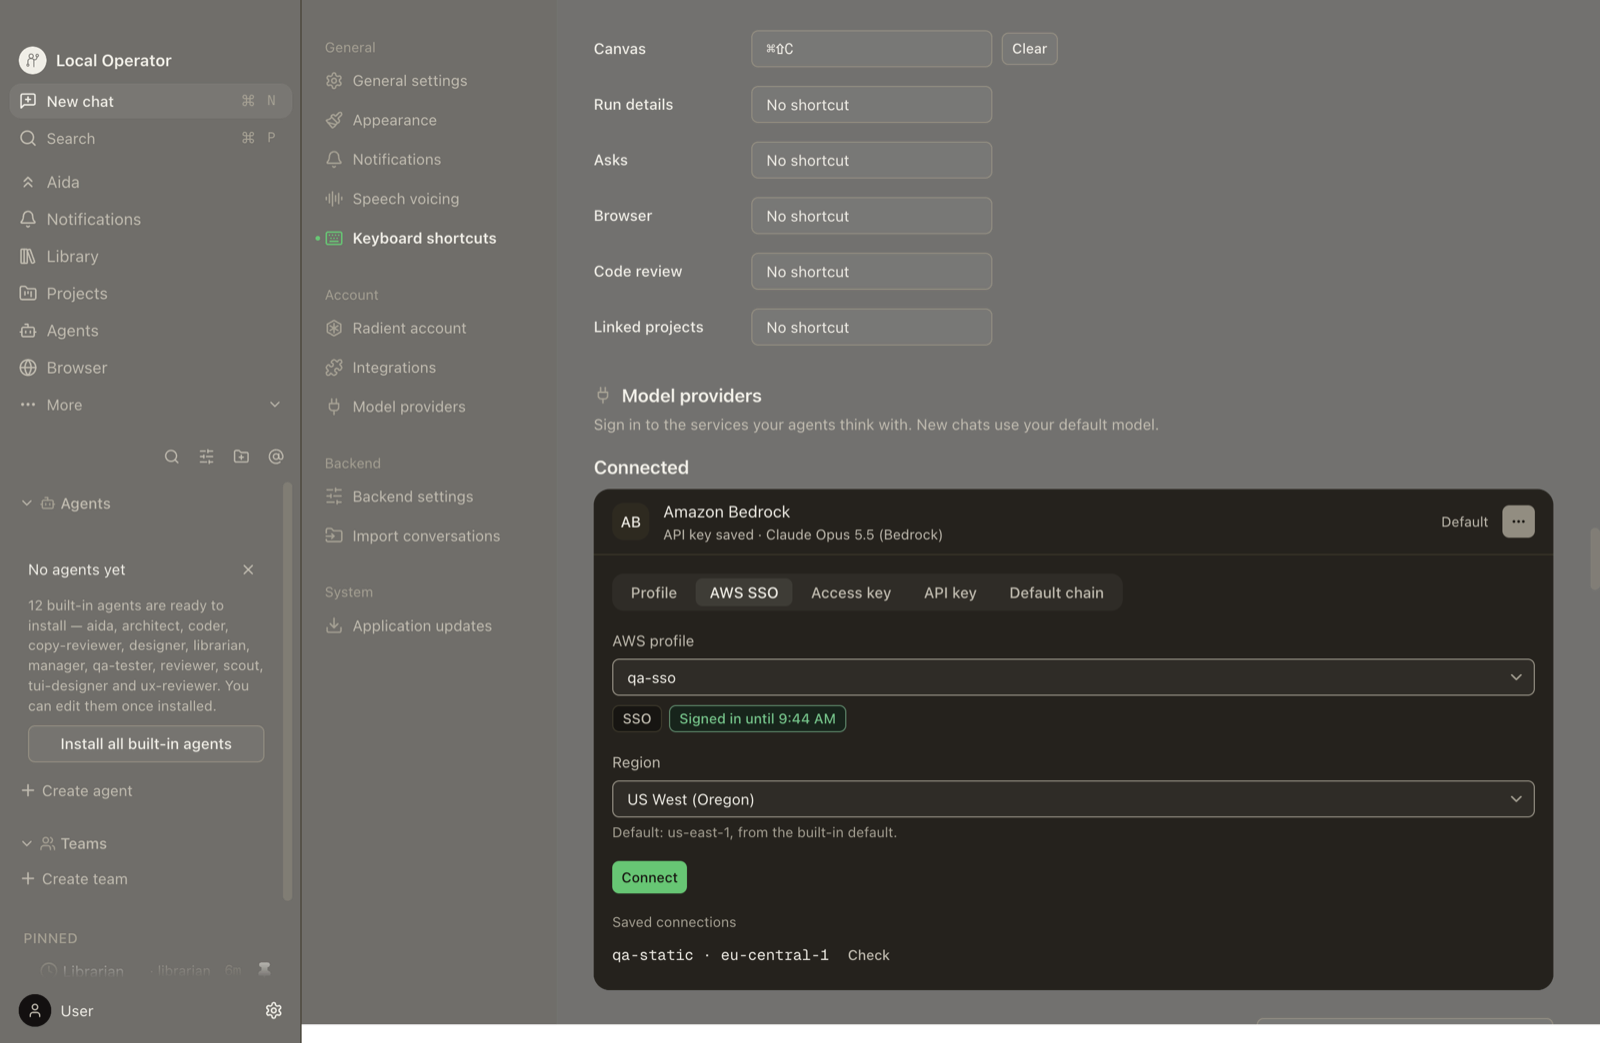 Local Operator
New chat ⌘ N
Search ⌘ P
Aida
Notifications
Library
Projects
Agents
Browser
More
Agents
No agents yet
12 built-in agents are ready to
install — aida, architect, coder,
copy-reviewer, designer, librarian,
manager, qa-tester, reviewer, scout,
tui-designer and ux-reviewer. You
can edit them once installed.
Install all built-in agents
Create agent
Teams
Create team
PINNED
Librarian · librarian 6m
User
General
General settings
Appearance
Notifications
Speech voicing
Keyboard shortcuts
Account
Radient account
Integrations
Model providers
Backend
Backend settings
Import conversations
System
Application updates
Canvas ⌘⇧C Clear
Run details No shortcut
Asks No shortcut
Browser No shortcut
Code review No shortcut
Linked projects No shortcut
Model providers
Sign in to the services your agents think with. New chats use your default model.
Connected
AB Amazon Bedrock
API key saved · Claude Opus 5.5 (Bedrock)
Default
Profile AWS SSO Access key API key Default chain
AWS profile
qa-sso
SSO Signed in until 9:44 AM
Region
US West (Oregon)
Default: us-east-1, from the built-in default.
Connect
Saved connections
qa-static · eu-central-1 Check